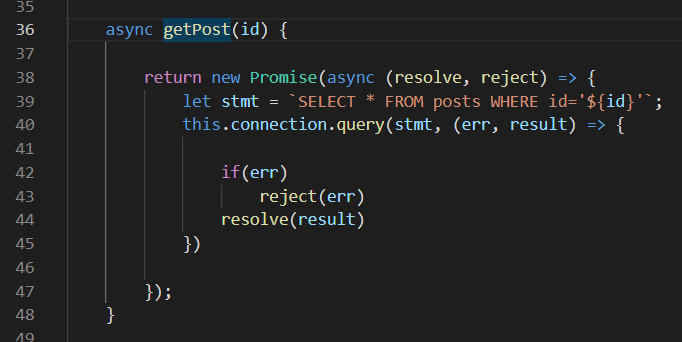 35
36 async getPost(id) {
37
38 return new Promise(async (resolve, reject) => {
39 let stmt = `SELECT * FROM posts WHERE id='${id}'`;
40 this.connection.query(stmt, (err, result) => {
41
42 if(err)
43 reject(err)
44 resolve(result)
45 })
46
47 });
48 }
49